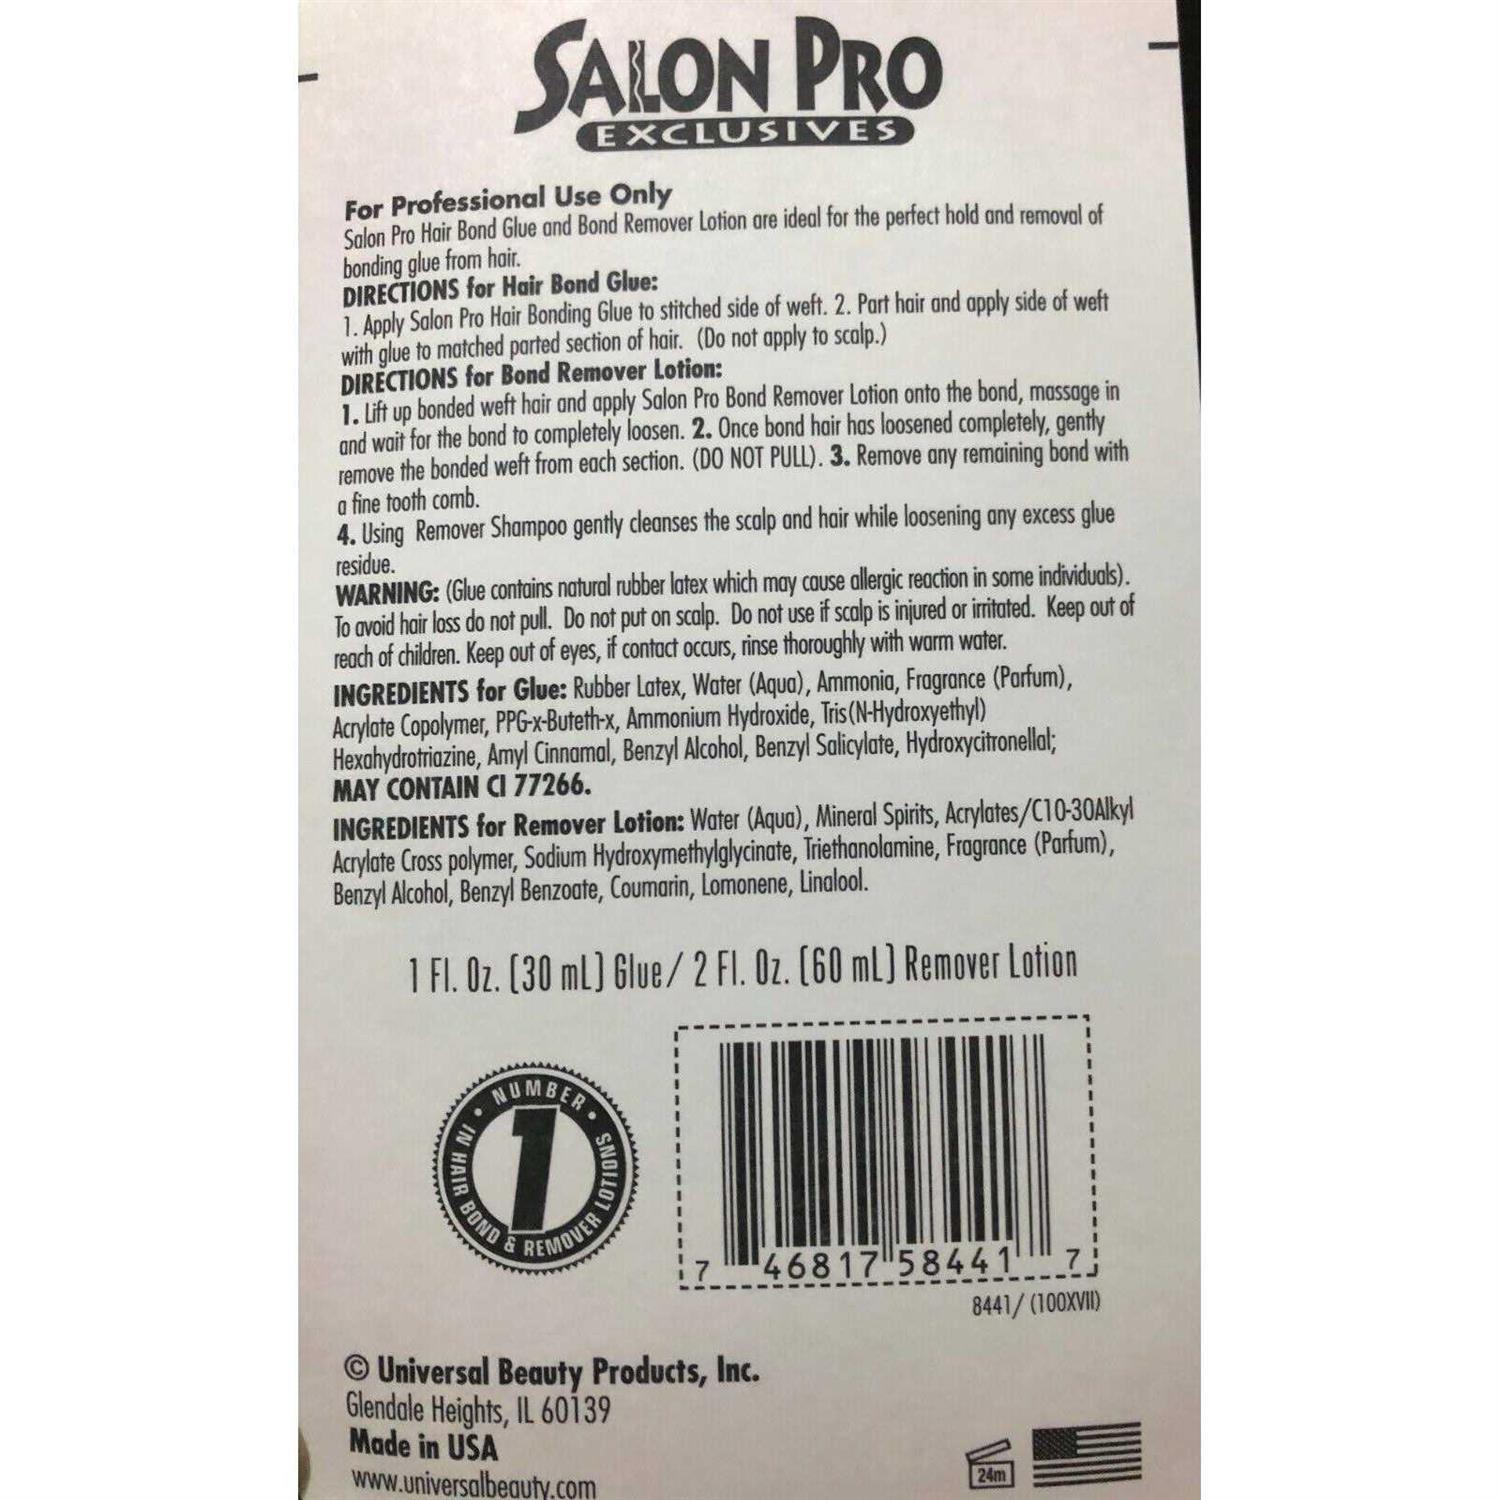 SALON PRO
EXCLUSIVES
For Professional Use Only
Salon Pro Hair Bond Glue and Bond Remover Lotion are ideal for the perfect hold and removal of
bonding glue from hair.
DIRECTIONS for Hair Bond Glue:
1. Apply Salon Pro Hair Bonding Glue to stitched side of weft. 2. Part hair and apply side of weft
with glue to matched parted section of hair. (Do not apply to scalp.)
DIRECTIONS for Bond Remover Lotion:
1. Lift up bonded weft hair and apply Salon Pro Bond Remover Lotion onto the bond, massage in
and wait for the bond to completely loosen. 2. Once bond hair has loosened completely, gently
remove the bonded weft from each section. (DO NOT PULL). 3. Remove any remaining bond with
a fine tooth comb.
4. Using Remover Shampoo gently cleanses the scalp and hair while loosening any excess glue
residue.
WARNING: (Glue contains natural rubber latex which may cause allergic reaction in some individuals).
To avoid hair loss do not pull. Do not put on scalp. Do not use if scalp is injured or irritated. Keep out of
reach of children. Keep out of eyes, if contact occurs, rinse thoroughly with warm water.
INGREDIENTS for Glue: Rubber Latex, Water (Aqua), Ammonia, Fragrance (Parfum),
Acrylate Copolymer, PPG-x-Buteth-x, Ammonium Hydroxide, Tris(N-Hydroxyethyl)
Hexahydrotriazine, Amyl Cinnamal, Benzyl Alcohol, Benzyl Salicylate, Hydroxycitronellal;
MAY CONTAIN CI 77266.
INGREDIENTS for Remover Lotion: Water (Aqua), Mineral Spirits, Acrylates/C10-30Alkyl
Acrylate Cross polymer, Sodium Hydroxymethylglycinate, Triethanolamine, Fragrance (Parfum),
Benzyl Alcohol, Benzyl Benzoate, Coumarin, Lomonene, Linalool.
1 Fl. Oz. (30 mL) Glue/ 2 Fl. Oz. (60 mL) Remover Lotion
• NUMBER •
1
IN HAIR BOND & REMOVER LOTIONS
7 46817 58441 7
8441/ (100XVII)
© Universal Beauty Products, Inc.
Glendale Heights, IL 60139
Made in USA
www.universalbeauty.com
24m